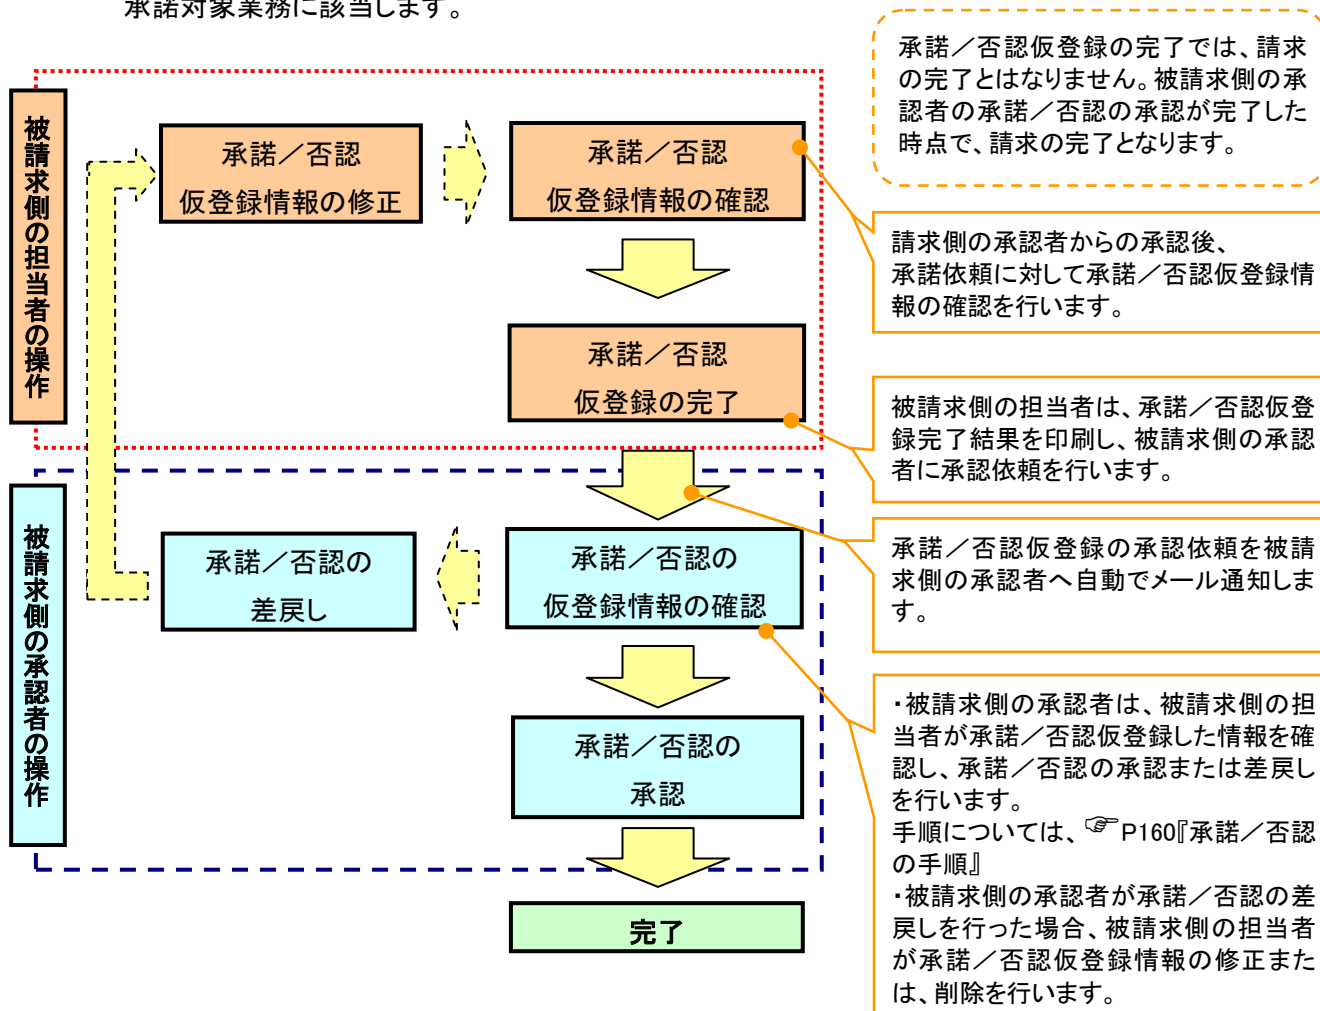 承諾対象業務に該当します。
承諾／否認仮登録の完了では、請求
の完了とはなりません。被請求側の承
認者の承諾／否認の承認が完了した
時点で、請求の完了となります。
被請求側の担当者の操作
承諾／否認
仮登録情報の修正
承諾／否認
仮登録情報の確認
請求側の承認者からの承認後、
承諾依頼に対して承諾／否認仮登録情
報の確認を行います。
承諾／否認
仮登録の完了
被請求側の担当者は、承諾／否認仮登
録完了結果を印刷し、被請求側の承認
者に承認依頼を行います。
被請求側の承認者の操作
承諾／否認の
差戻し
承諾／否認の
仮登録情報の確認
承諾／否認仮登録の承認依頼を被請
求側の承認者へ自動でメール通知しま
す。
承諾／否認の
承認
・被請求側の承認者は、被請求側の担
当者が承諾／否認仮登録した情報を確
認し、承諾／否認の承認または差戻し
を行います。
手順については、☞P160『承諾／否認
の手順』
・被請求側の承認者が承諾／否認の差
戻しを行った場合、被請求側の担当者
が承諾／否認仮登録情報の修正また
は、削除を行います。
完了